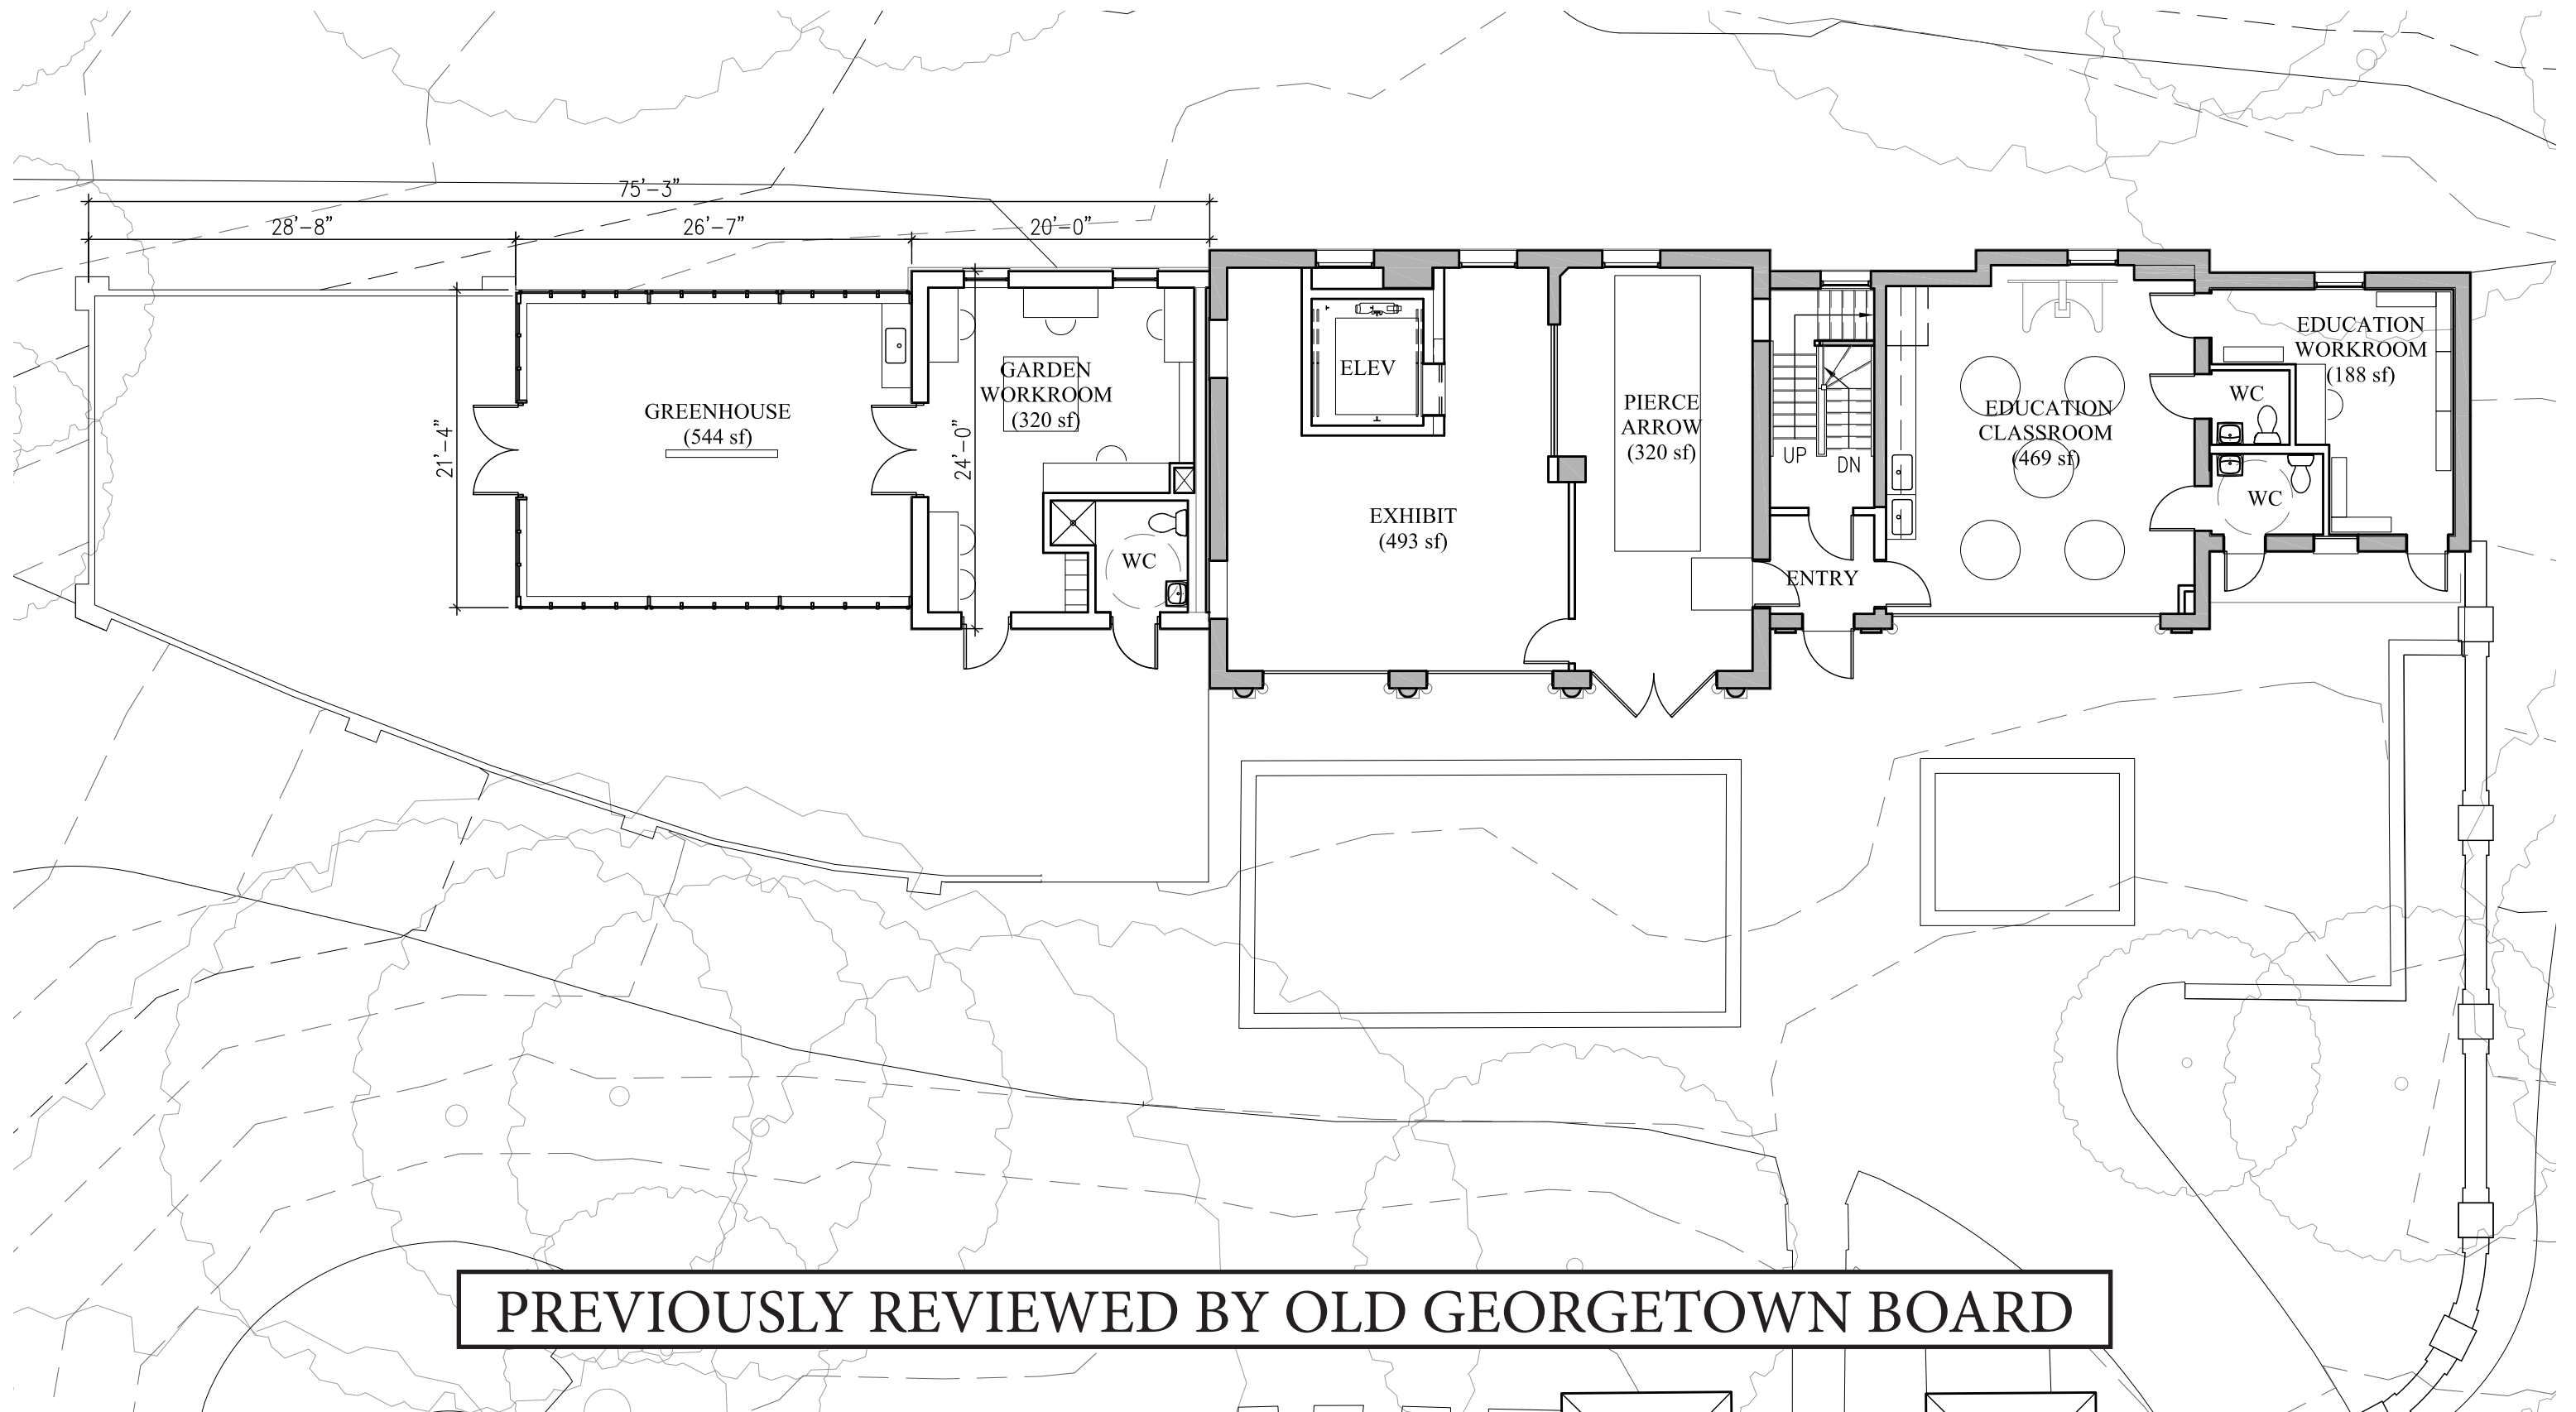 75’-3”
28’-8”
26’-7”
20’-0”
21’-4”
24’-0”
GREENHOUSE
(544 sf)
GARDEN
WORKROOM
(320 sf)
WC
ELEV
EXHIBIT
(493 sf)
PIERCE
ARROW
(320 sf)
UP
DN
ENTRY
EDUCATION
CLASSROOM
(469 sf)
EDUCATION
WORKROOM
(188 sf)
WC
WC
PREVIOUSLY REVIEWED BY OLD GEORGETOWN BOARD